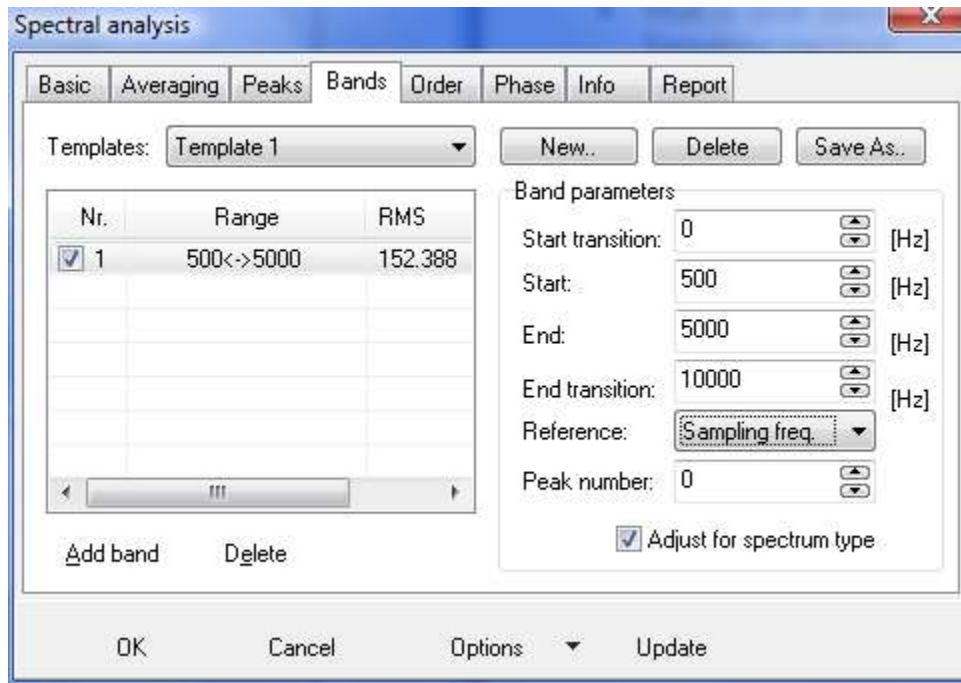 Spectral analysis
Basic Averaging Peaks Bands Order Phase Info Report
Templates: Template 1 New.. Delete Save As..
Nr. Range RMS
1 500<->5000 152.388
Add band Delete
Band parameters
Start transition: 0 [Hz]
Start: 500 [Hz]
End: 5000 [Hz]
End transition: 10000 [Hz]
Reference: Sampling freq.
Peak number: 0
Adjust for spectrum type
OK Cancel Options Update